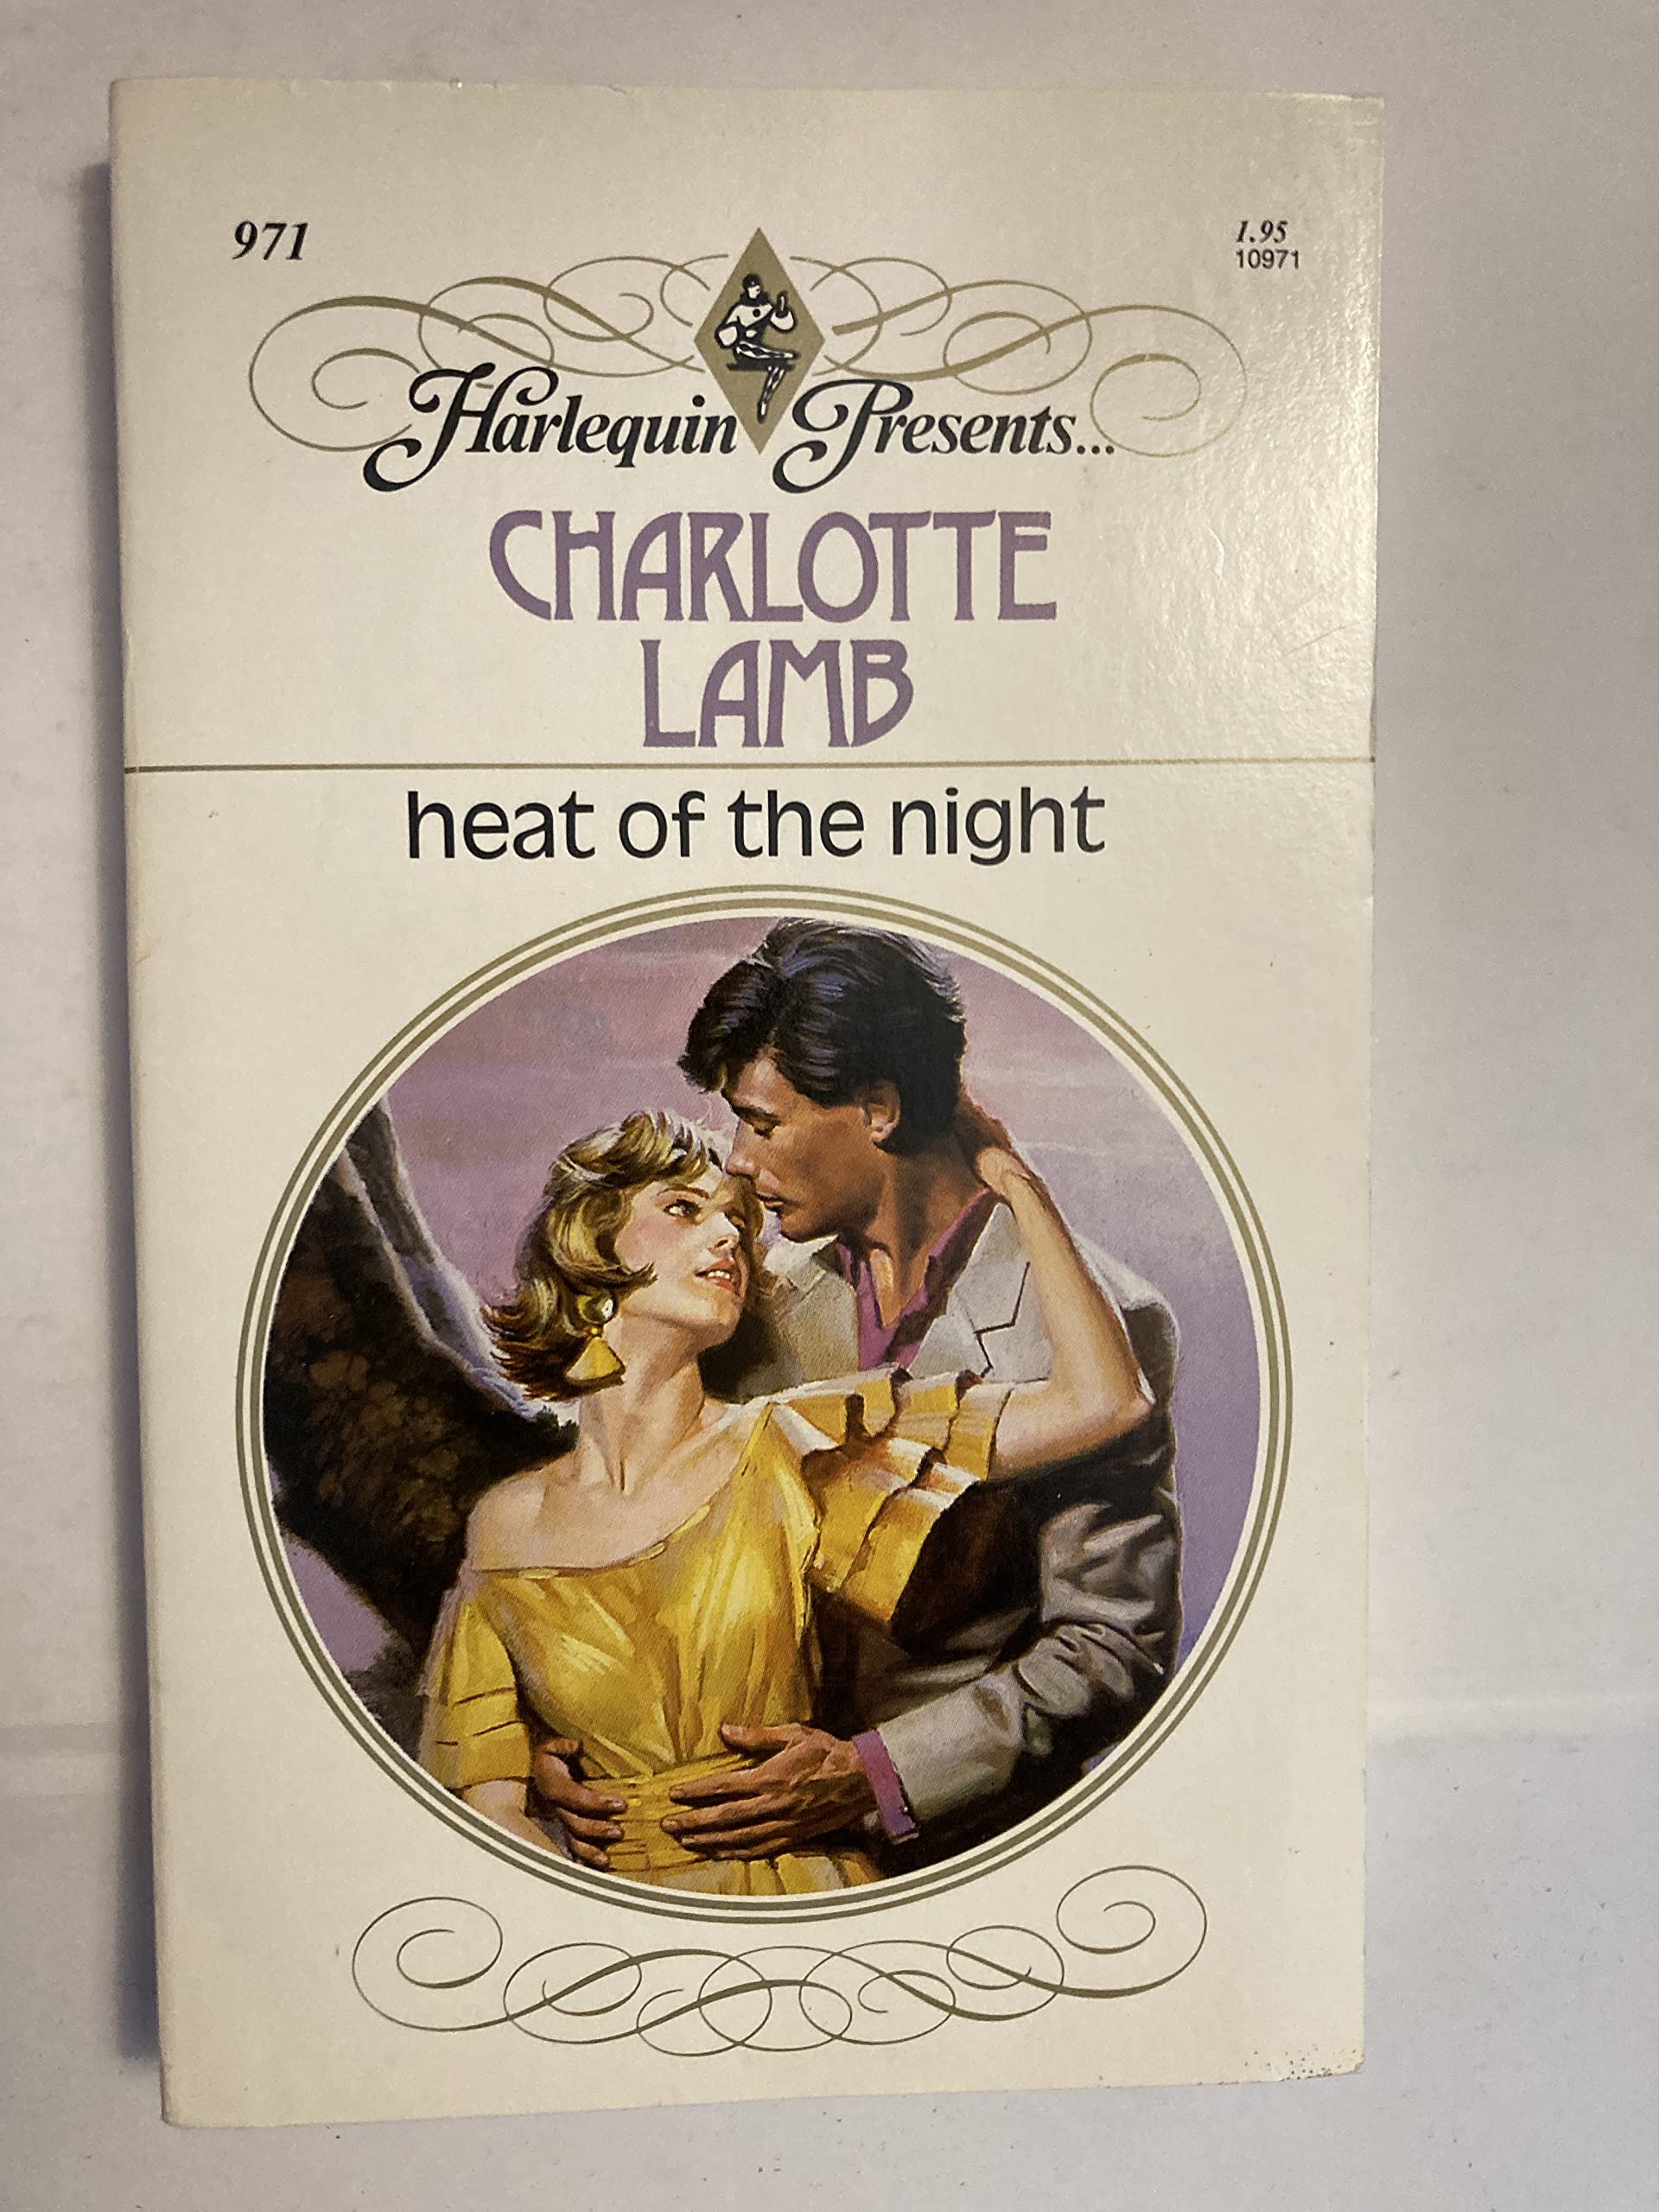 971
1.95
10971
Harlequin Presents...
CHARLOTTE
LAMB
heat of the night